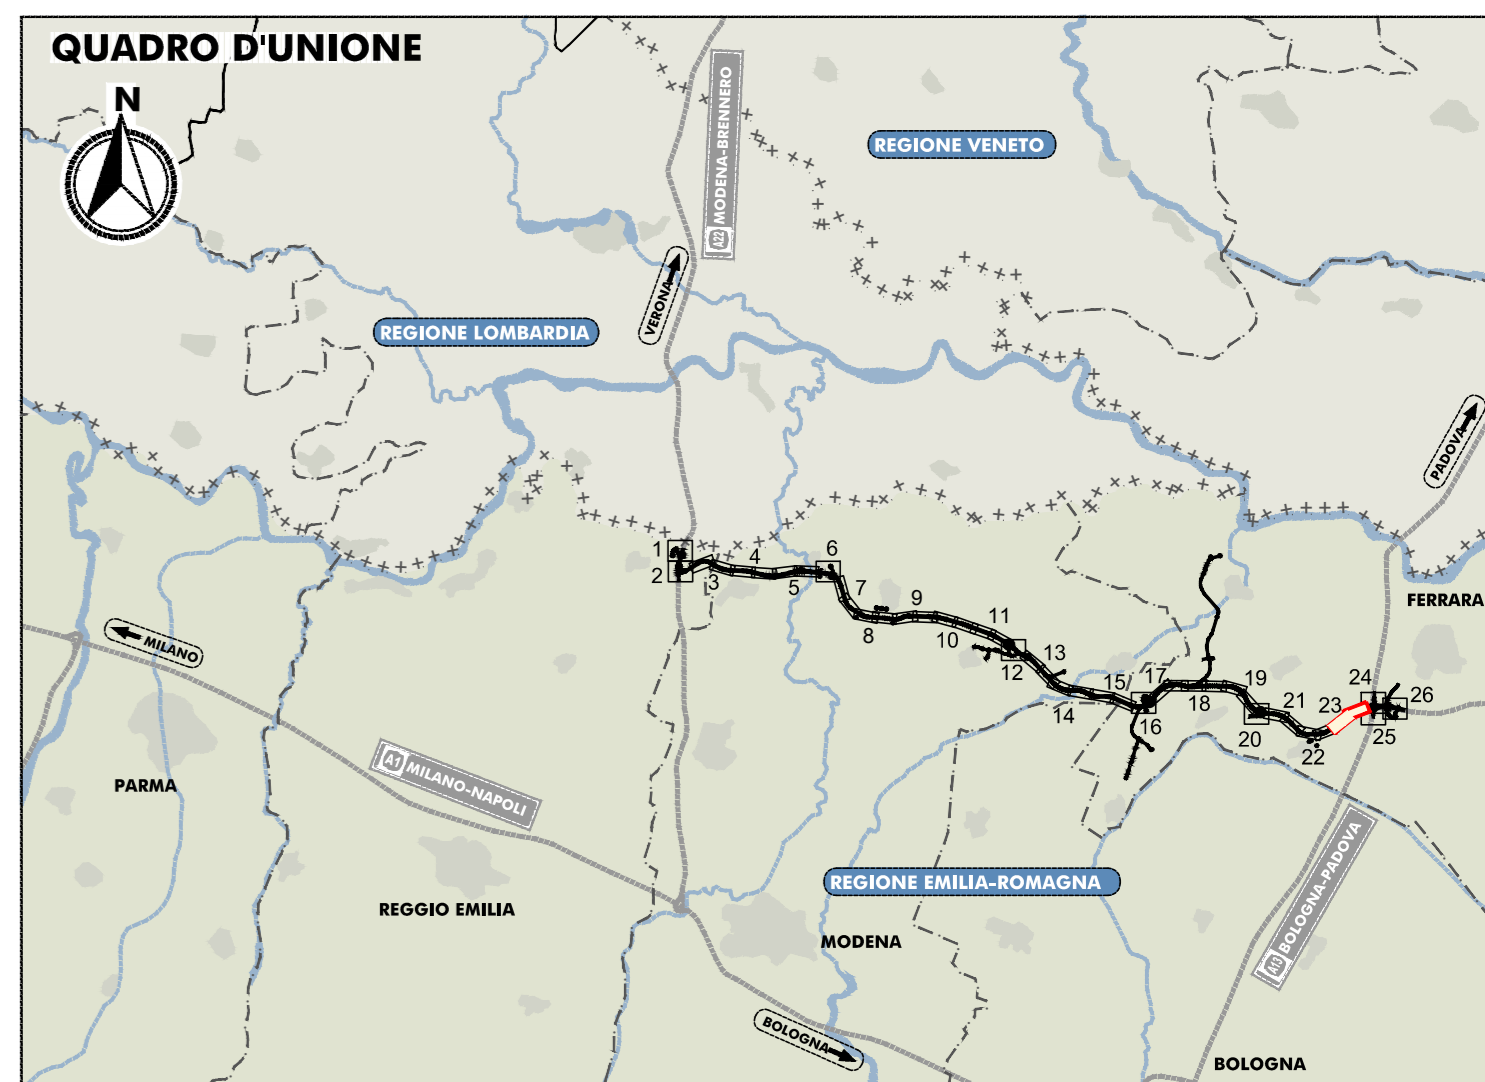 QUADRO D'UNIONE
N
A22 MODENA-BRENNERO
REGIONE VENETO
VERONA
REGIONE LOMBARDIA
PADOVA
1
2
3
4
5
6
7
8
9
10
11
12
13
14
15
16
17
18
19
20
21
22
23
24
25
26
FERRARA
MILANO
PARMA
A1 MILANO-NAPOLI
REGGIO EMILIA
REGIONE EMILIA-ROMAGNA
MODENA
A13 BOLOGNA-PADOVA
BOLOGNA
BOLOGNA